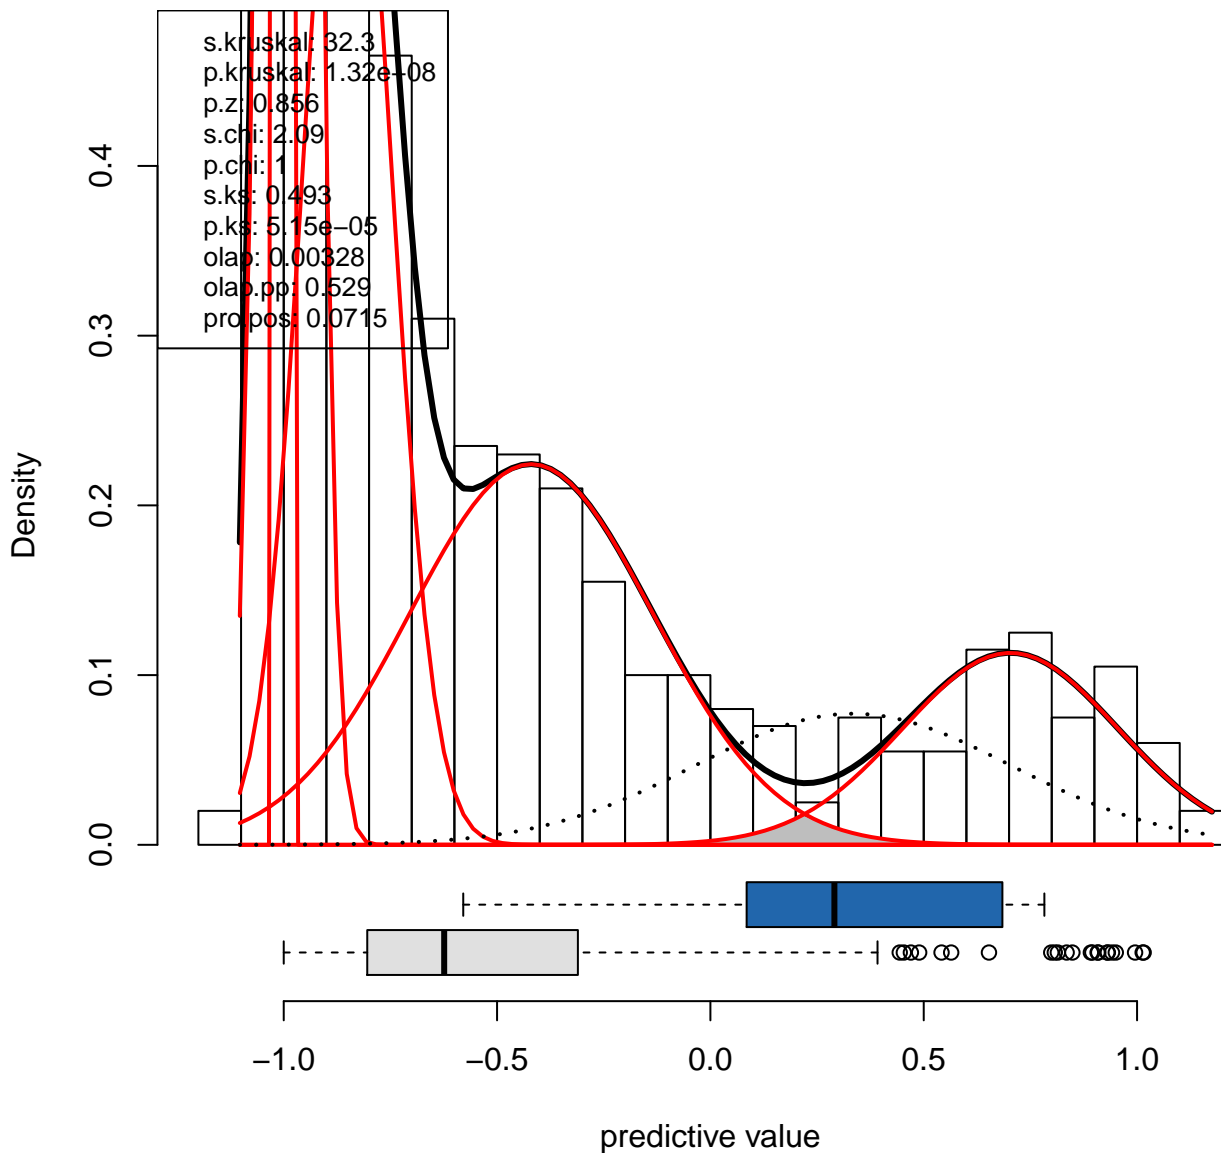 s.kruskal: 32.3
p.kruskal: 1.32e−08
p.z: 0.856
s.chi: 2.09
p.chi: 1
s.ks: 0.493
p.ks: 5.15e−05
olap: 0.00328
olap.pp: 0.529
pro.pos: 0.0715
Density
0.4
0.3
0.2
0.1
0.0
−1.0 −0.5 0.0 0.5 1.0
predictive value